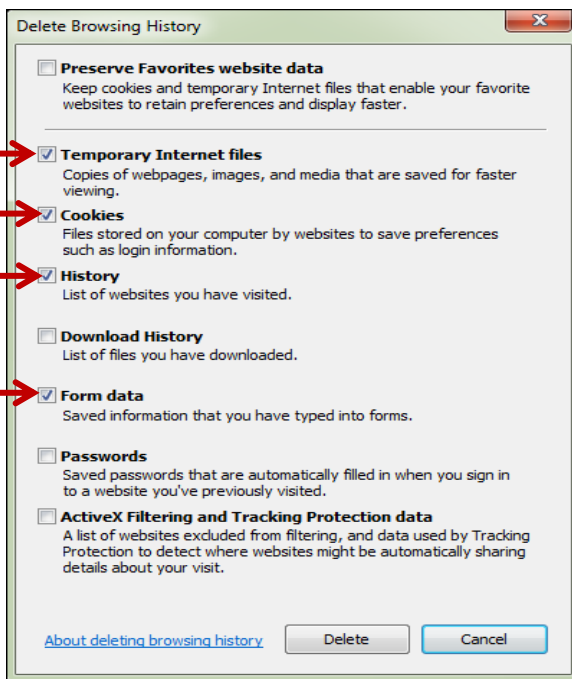 Delete Browsing History
Preserve Favorites website data
Keep cookies and temporary Internet files that enable your favorite
websites to retain preferences and display faster.
Temporary Internet files
Copies of webpages, images, and media that are saved for faster
viewing.
Cookies
Files stored on your computer by websites to save preferences
such as login information.
History
List of websites you have visited.
Download History
List of files you have downloaded.
Form data
Saved information that you have typed into forms.
Passwords
Saved passwords that are automatically filled in when you sign in
to a website you've previously visited.
ActiveX Filtering and Tracking Protection data
A list of websites excluded from filtering, and data used by Tracking
Protection to detect where websites might be automatically sharing
details about your visit.
About deleting browsing history Delete Cancel